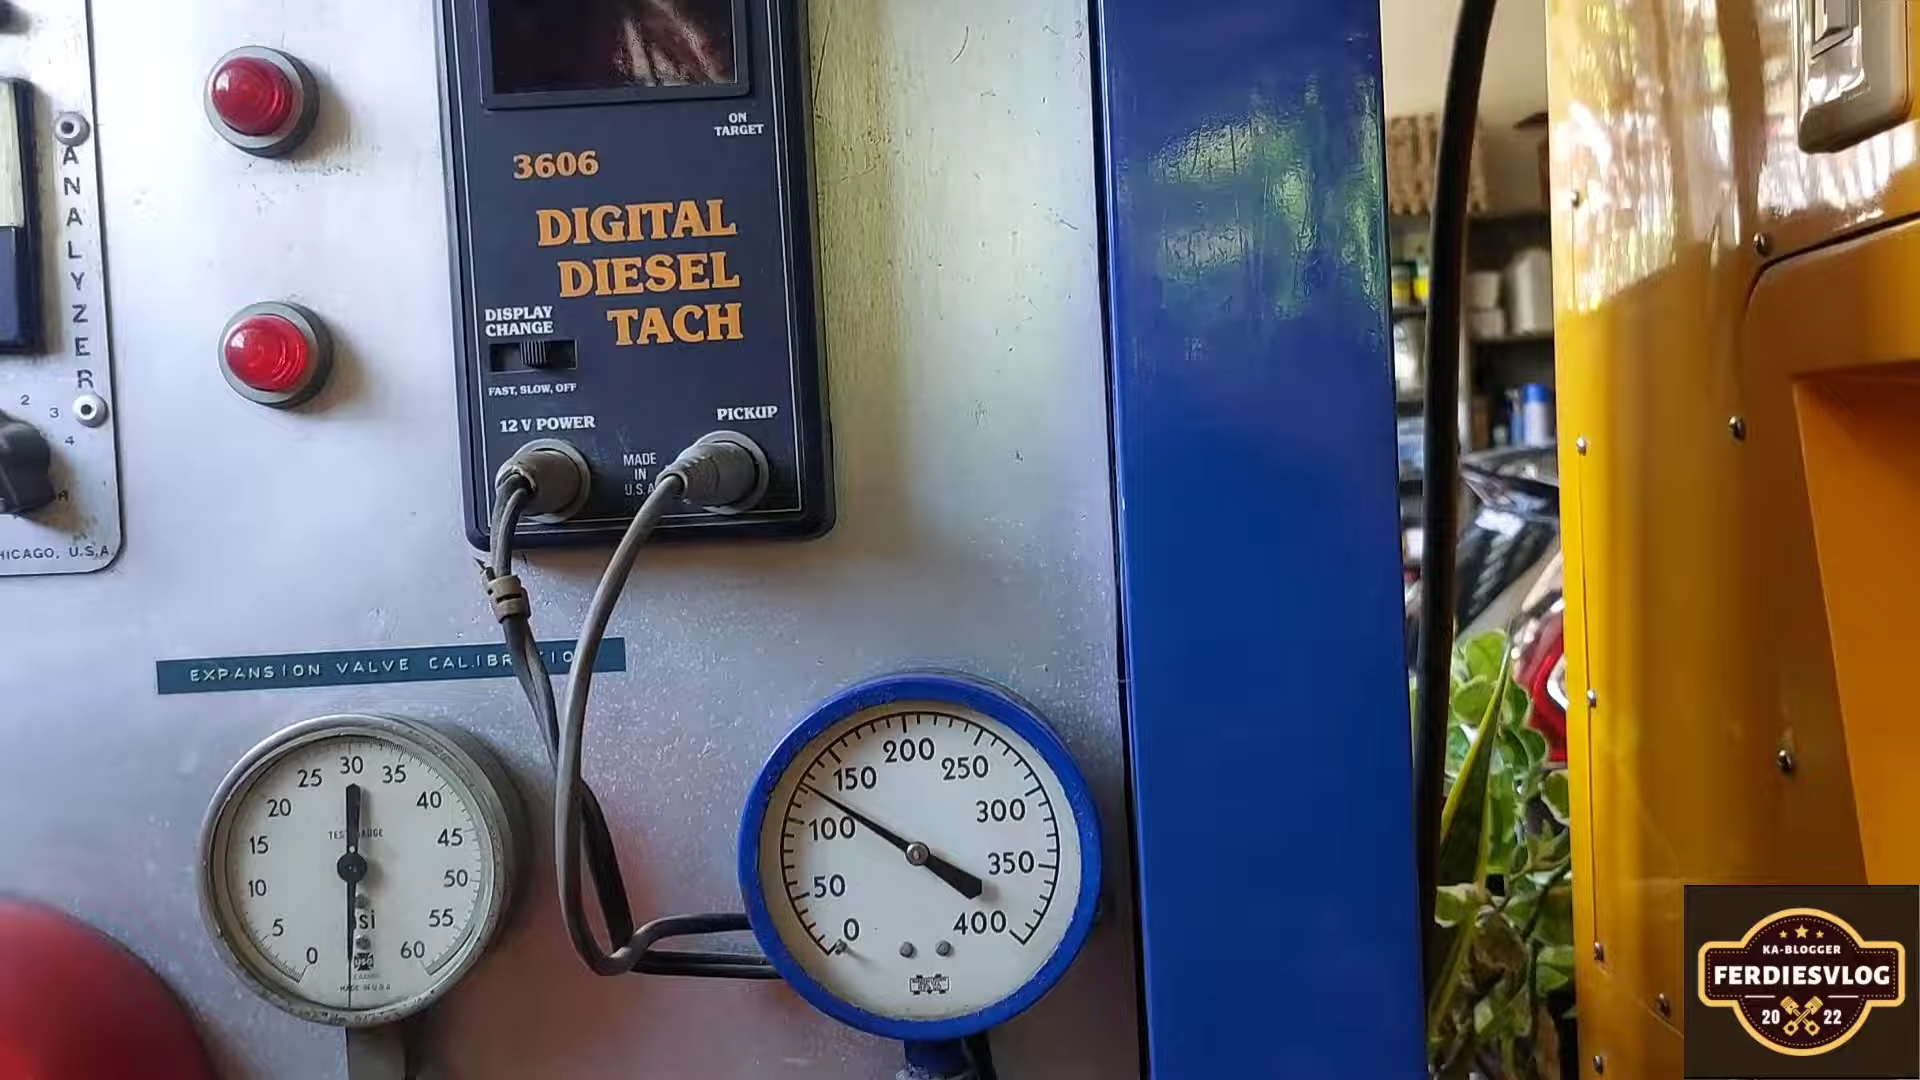 ANALYZER
2
3
4
HICAGO, U.S.A.
ON
TARGET
3606
DIGITAL
DIESEL
TACH
DISPLAY
CHANGE
FAST, SLOW, OFF
12 V POWER
PICKUP
MADE
IN
U.S.A
EXPANSION VALVE CALIBR
0
5
10
15
20
25
30
35
40
45
50
55
60
0
50
100
150
200
250
300
350
400
KA-BLOGGER
FERDIESVLOG
20 22